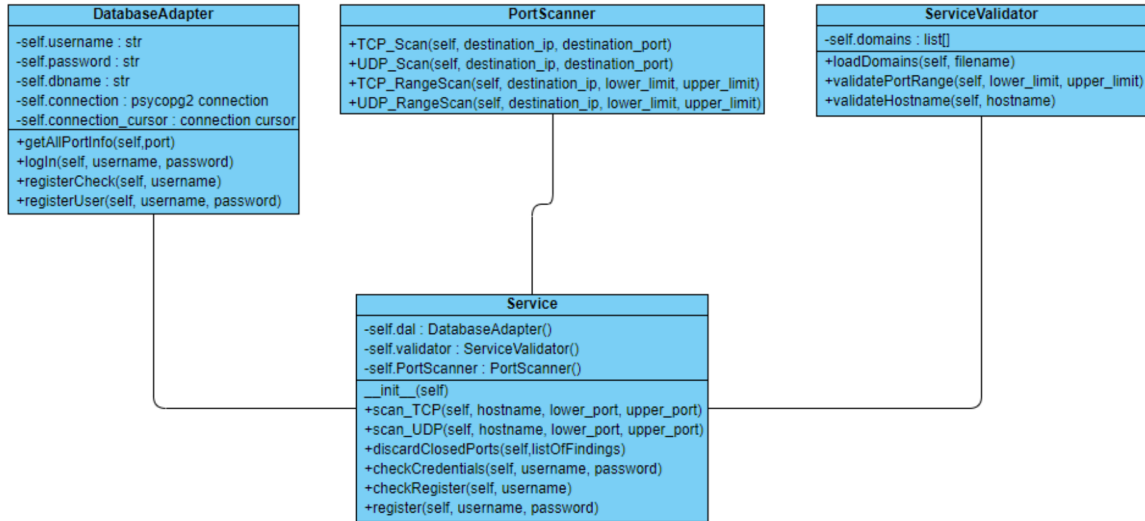 DatabaseAdapter
-self.username : str
-self.password : str
-self.dbname : str
-self.connection : psycopg2 connection
-self.connection_cursor : connection cursor
+getAllPortInfo(self,port)
+logIn(self, username, password)
+registerCheck(self, username)
+registerUser(self, username, password)
PortScanner
+TCP_Scan(self, destination_ip, destination_port)
+UDP_Scan(self, destination_ip, destination_port)
+TCP_RangeScan(self, destination_ip, lower_limit, upper_limit)
+UDP_RangeScan(self, destination_ip, lower_limit, upper_limit)
ServiceValidator
-self.domains : list[]
+loadDomains(self, filename)
+validatePortRange(self, lower_limit, upper_limit)
+validateHostname(self, hostname)
Service
-self.dal : DatabaseAdapter()
-self.validator : ServiceValidator()
-self.PortScanner : PortScanner()
__init__(self)
+scan_TCP(self, hostname, lower_port, upper_port)
+scan_UDP(self, hostname, lower_port, upper_port)
+discardClosedPorts(self,listOfFindings)
+checkCredentials(self, username, password)
+checkRegister(self, username)
+register(self, username, password)